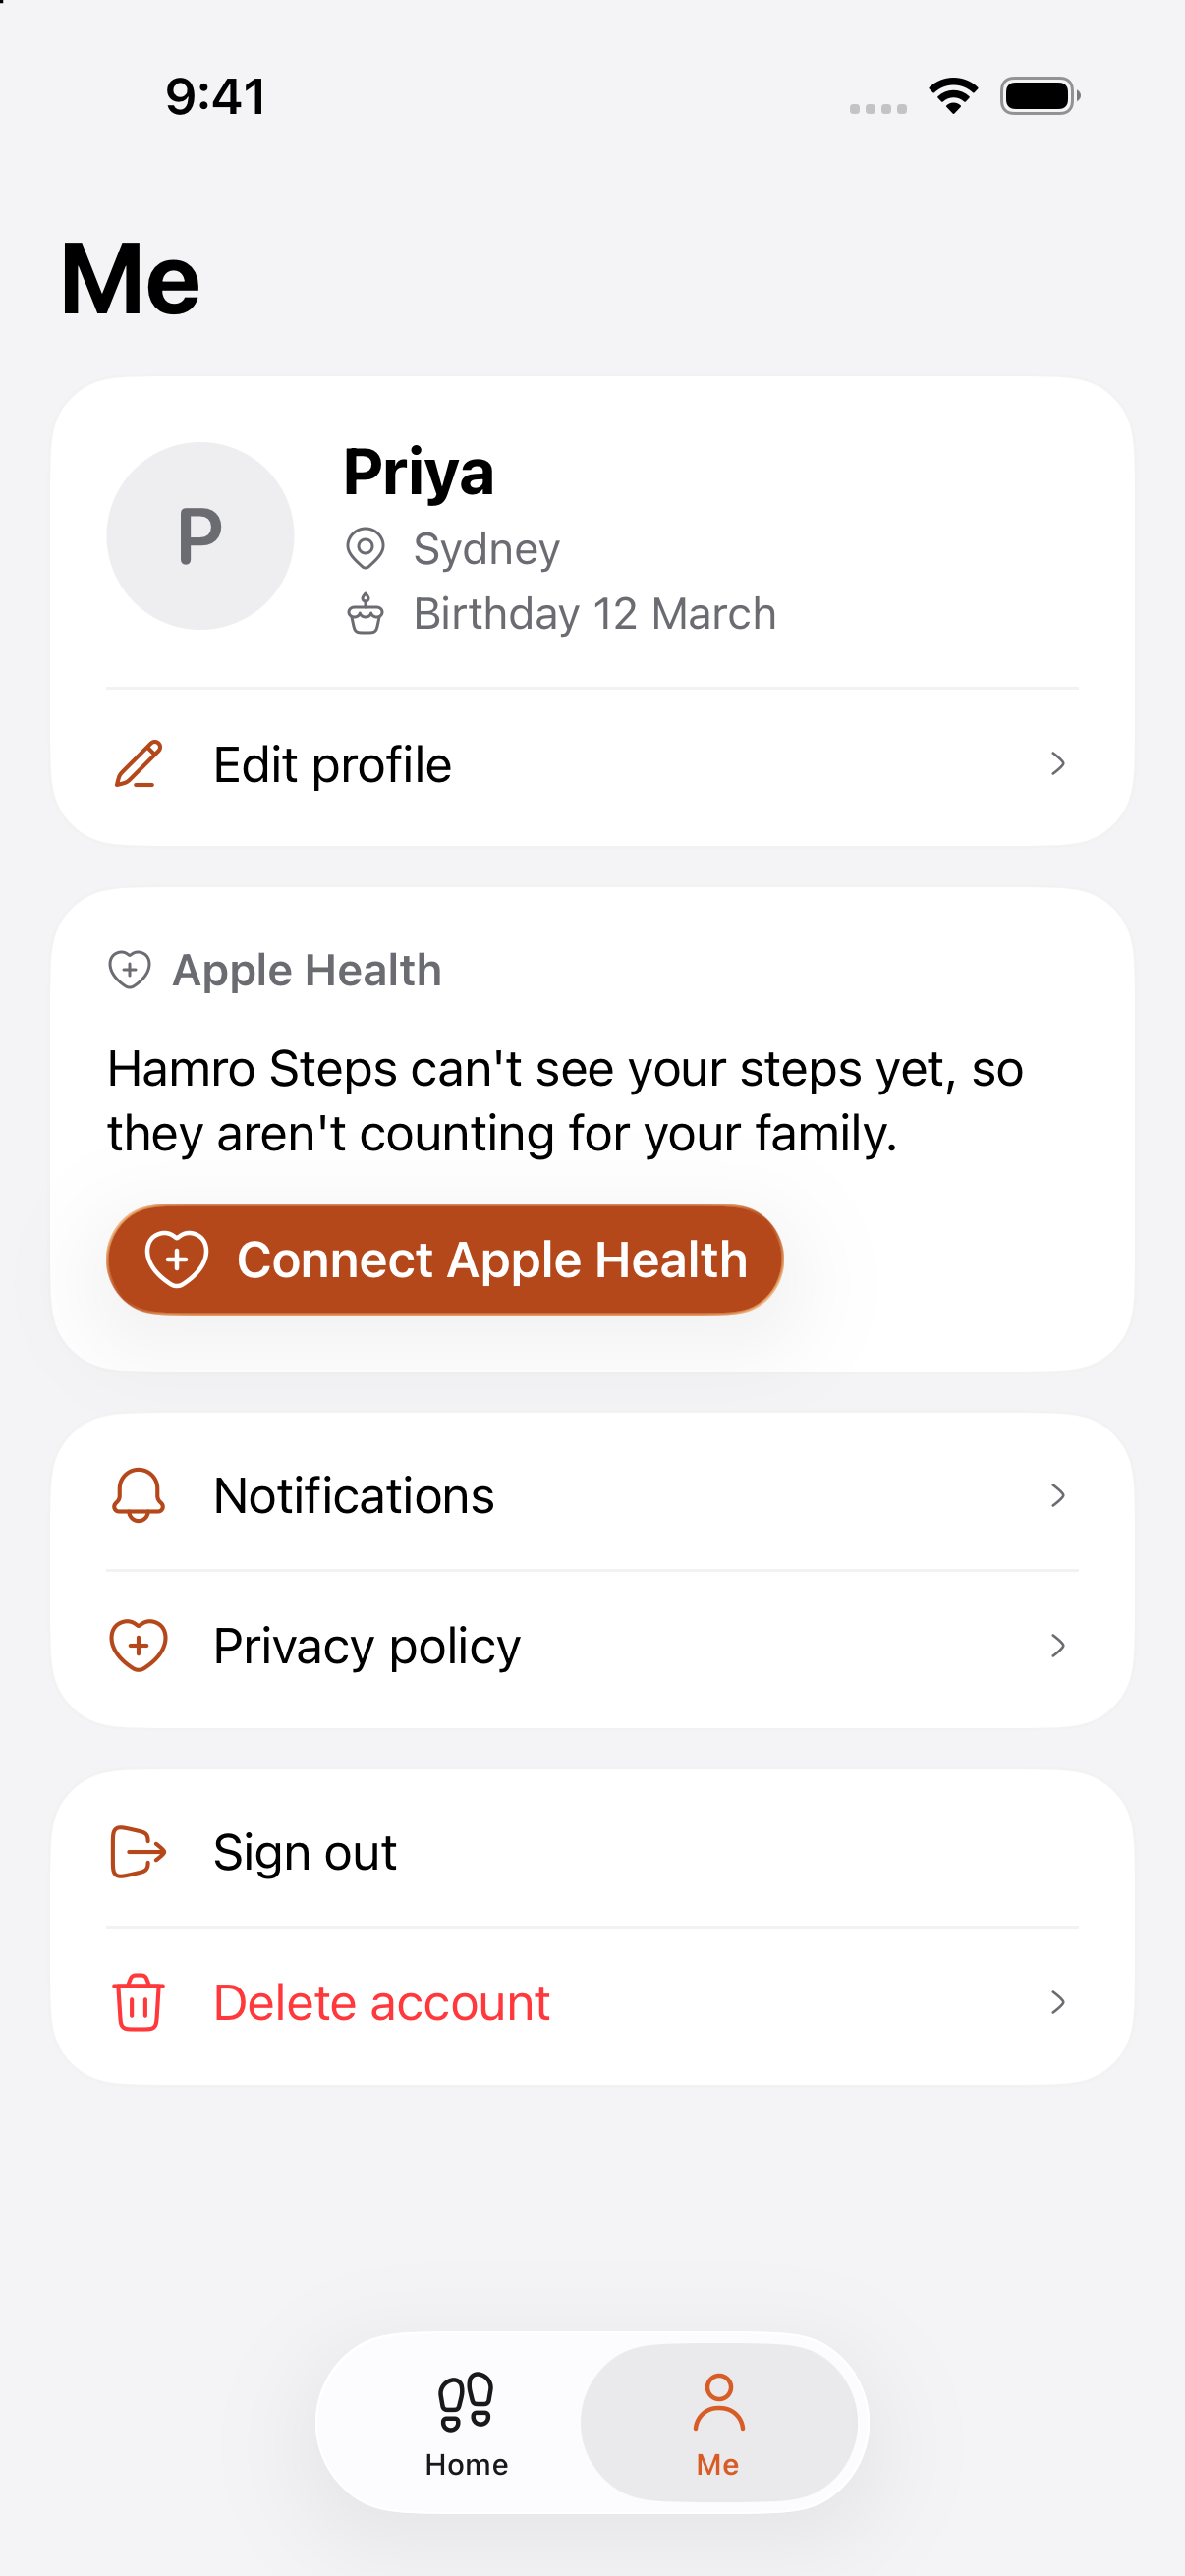 9:41
Me
P
Priya
Sydney
Birthday 12 March
Edit profile
Apple Health
Hamro Steps can't see your steps yet, so
they aren't counting for your family.
Connect Apple Health
Notifications
Privacy policy
Sign out
Delete account
Home
Me